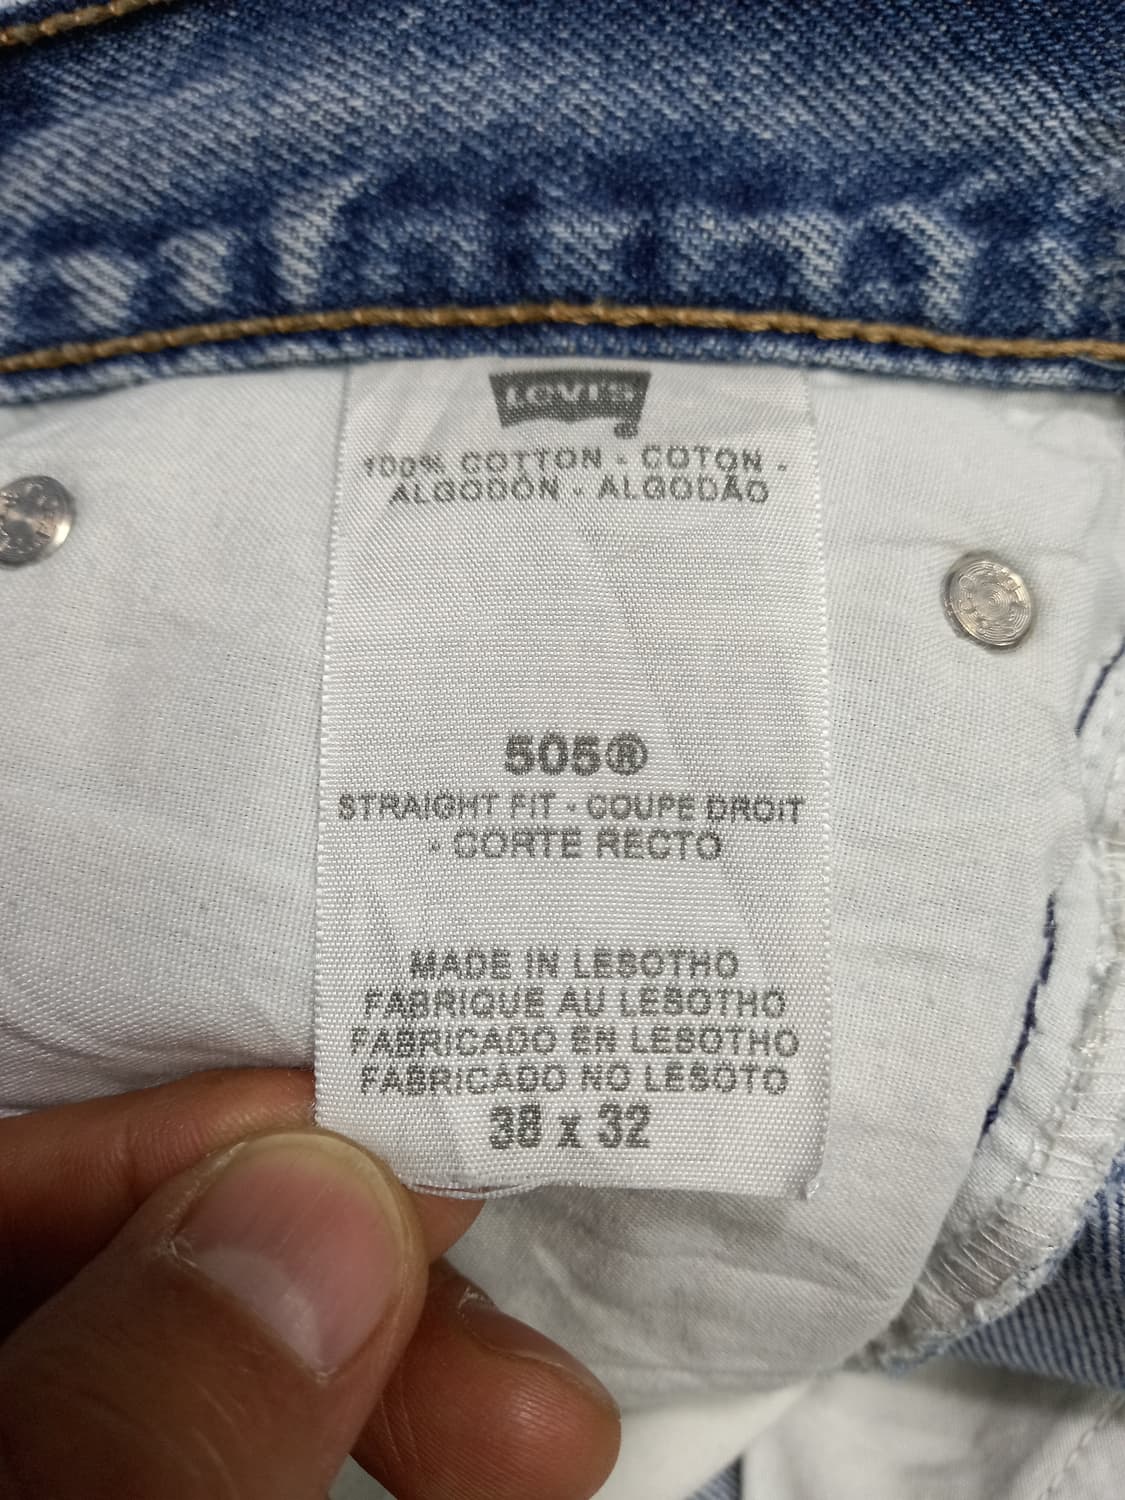 LEVI'S
®
100% COTTON - COTON -
ALGODÓN - ALGODÃO
505®
STRAIGHT FIT - COUPE DROIT
- CORTE RECTO
MADE IN LESOTHO
FABRIQUE AU LESOTHO
FABRICADO EN LESOTHO
FABRICADO NO LESOTO
38 x 32